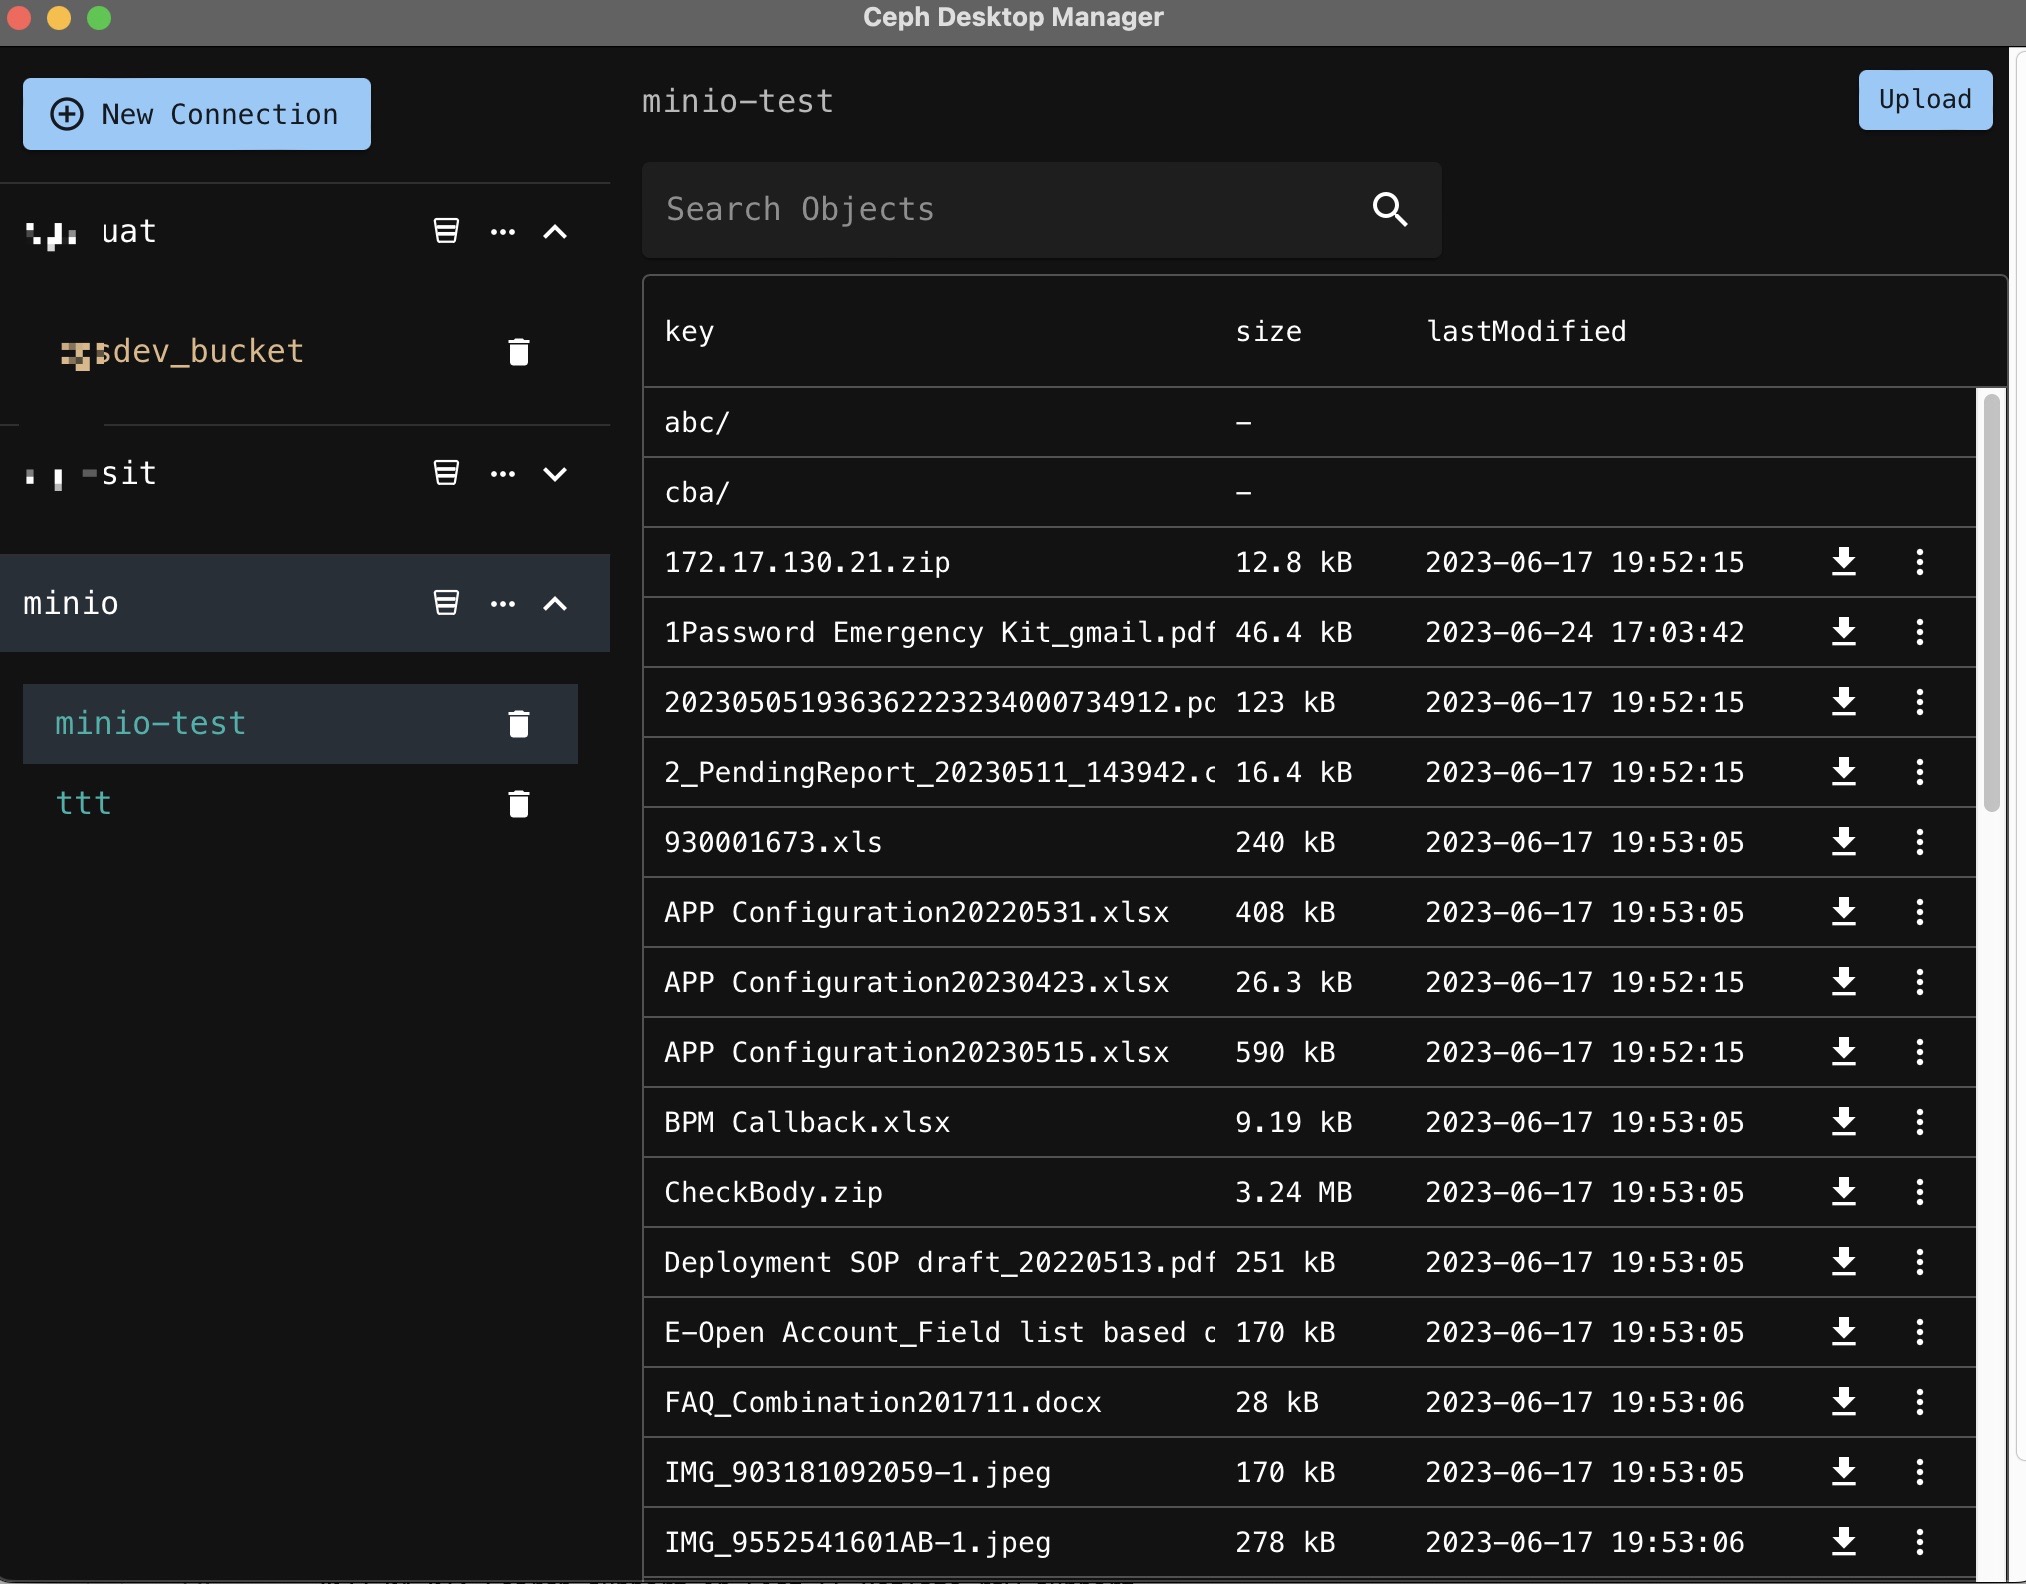 Ceph Desktop Manager
New Connection
minio-test
Upload
Search Objects
uat
sdev_bucket
sit
minio
minio-test
ttt
key size lastModified
abc/ -
cba/ -
172.17.130.21.zip 12.8 kB 2023-06-17 19:52:15
1Password Emergency Kit_gmail.pdf 46.4 kB 2023-06-24 17:03:42
202305051936362223234000734912.pd 123 kB 2023-06-17 19:52:15
2_PendingReport_20230511_143942.c 16.4 kB 2023-06-17 19:52:15
930001673.xls 240 kB 2023-06-17 19:53:05
APP Configuration20220531.xlsx 408 kB 2023-06-17 19:53:05
APP Configuration20230423.xlsx 26.3 kB 2023-06-17 19:52:15
APP Configuration20230515.xlsx 590 kB 2023-06-17 19:52:15
BPM Callback.xlsx 9.19 kB 2023-06-17 19:53:05
CheckBody.zip 3.24 MB 2023-06-17 19:53:05
Deployment SOP draft_20220513.pdf 251 kB 2023-06-17 19:53:05
E-Open Account_Field list based 170 kB 2023-06-17 19:53:05
FAQ_Combination201711.docx 28 kB 2023-06-17 19:53:06
IMG_903181092059-1.jpeg 170 kB 2023-06-17 19:53:05
IMG_9552541601AB-1.jpeg 278 kB 2023-06-17 19:53:06